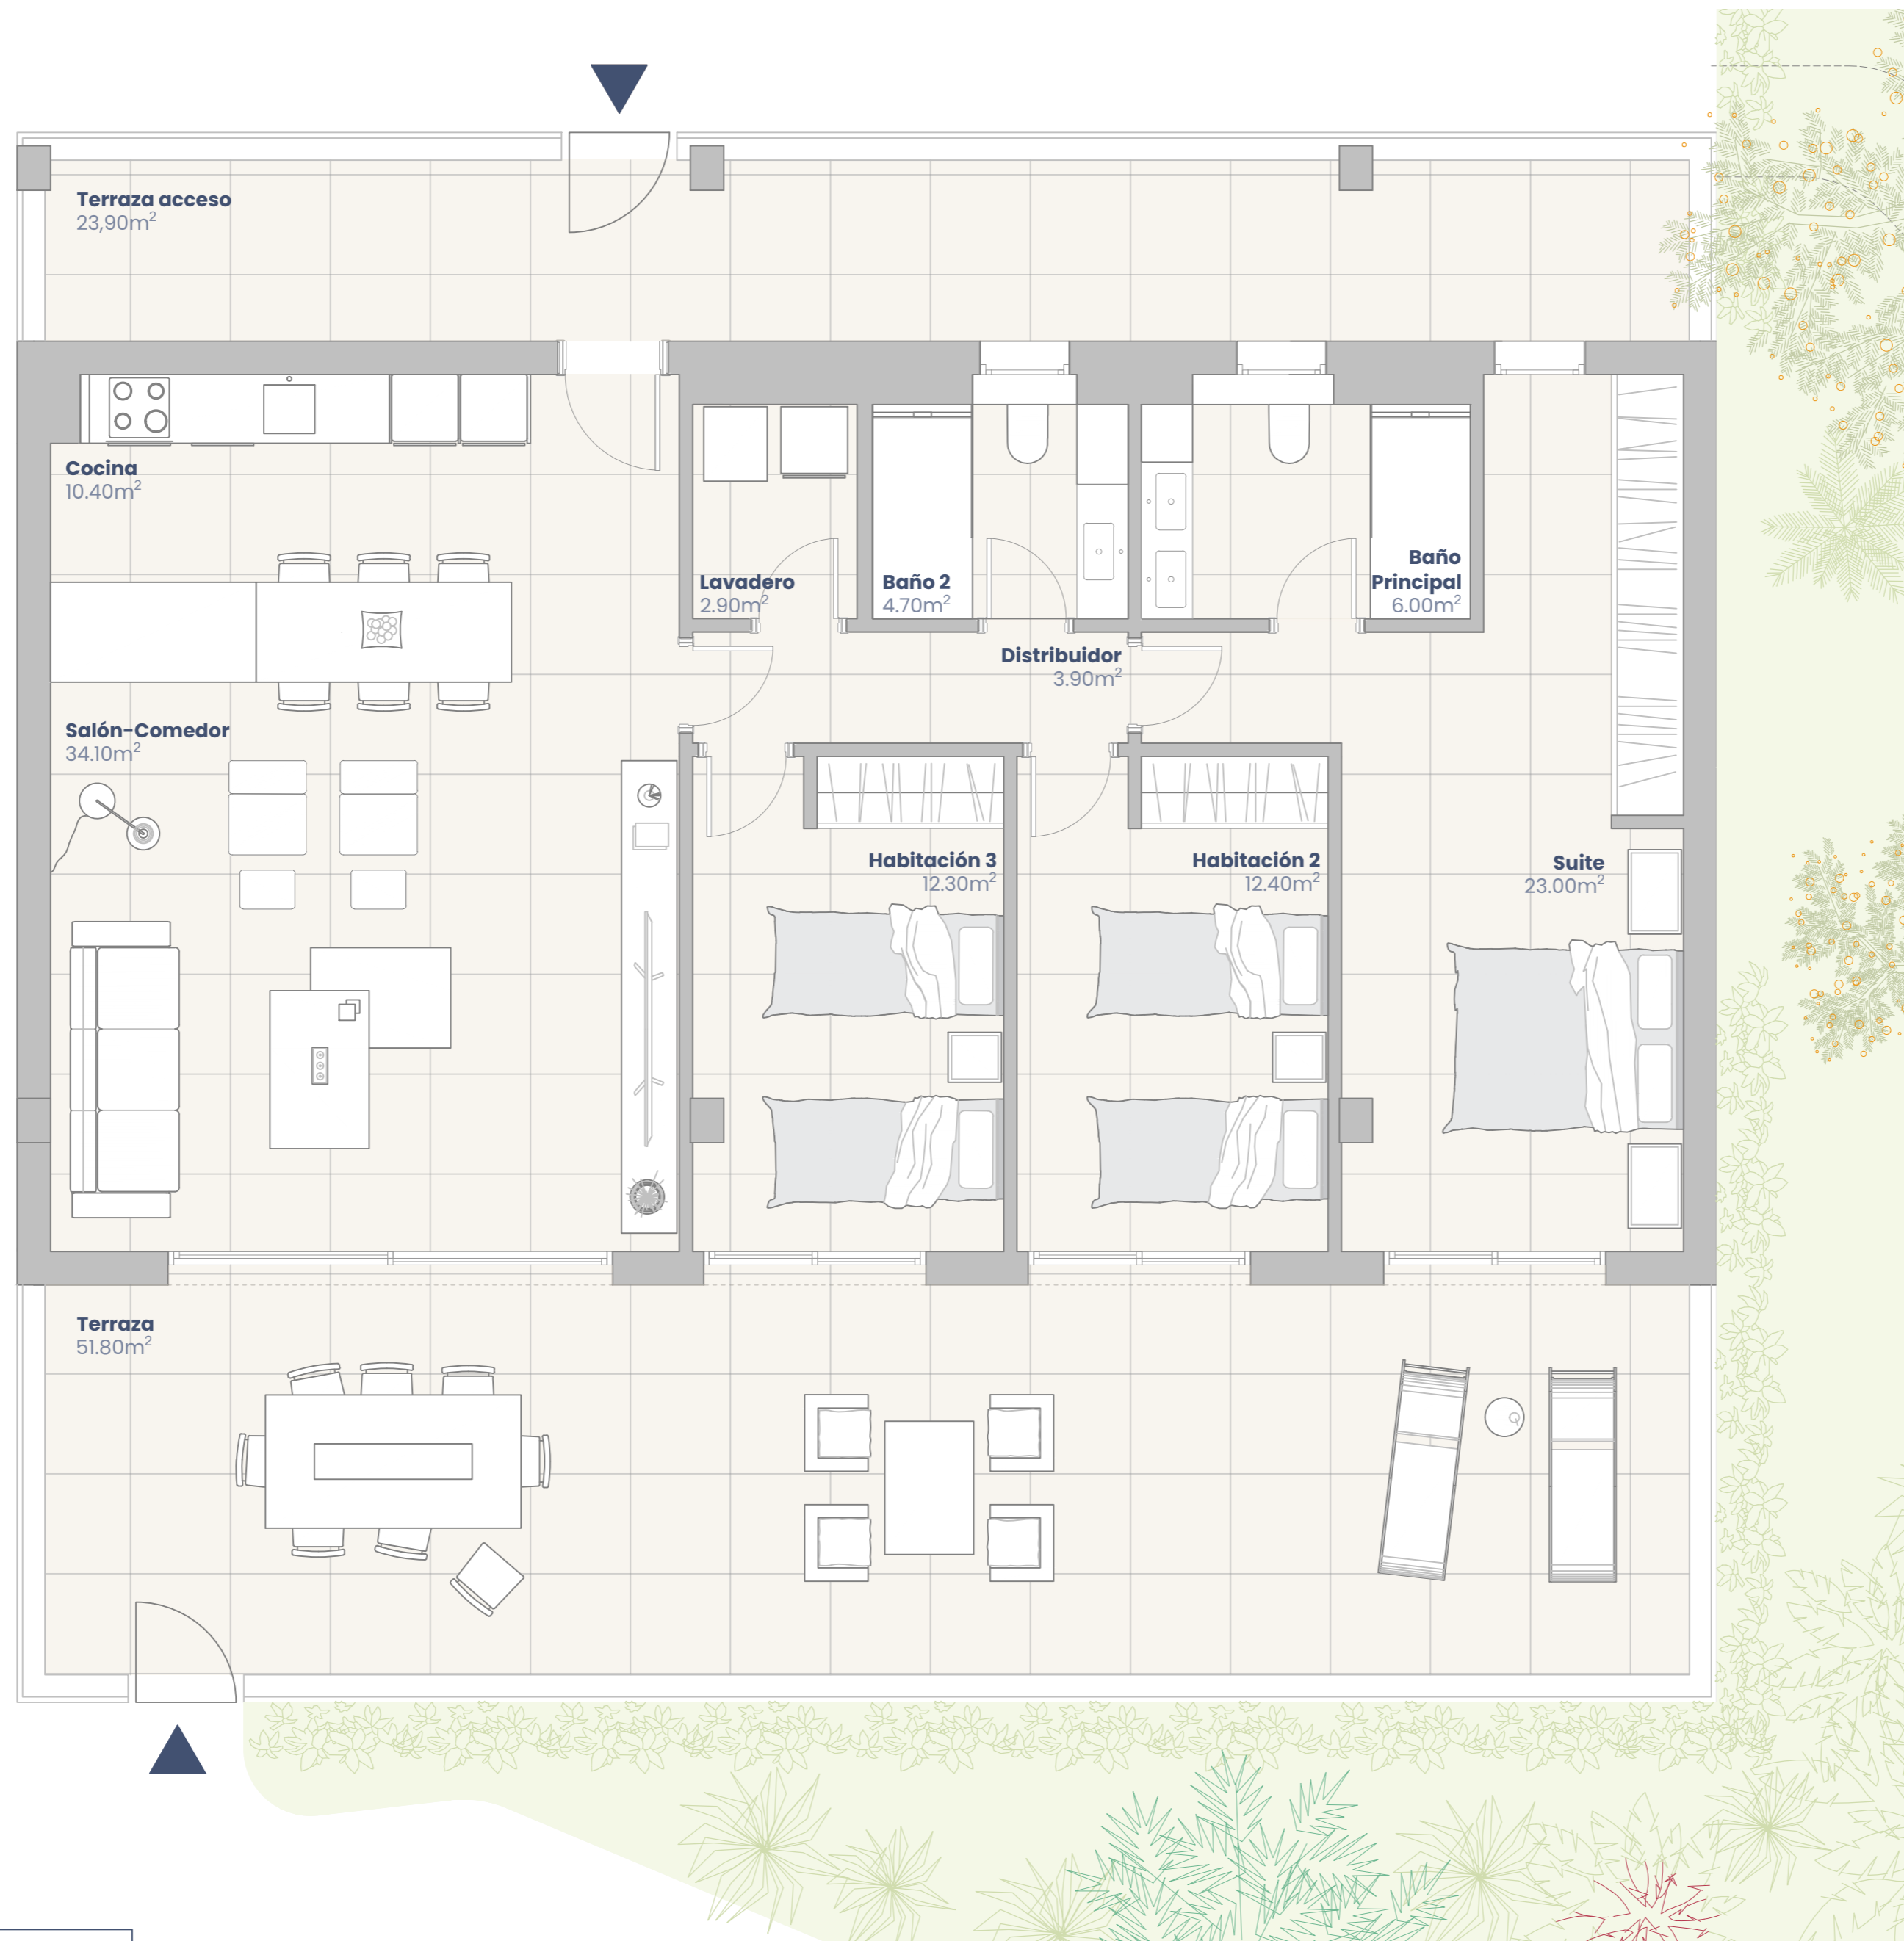 Terraza acceso
23,90m²
Cocina
10.40m²
Lavadero
2.90m²
Baño 2
4.70m²
Baño
Principal
6.00m²
Distribuidor
3.90m²
Salón-Comedor
34.10m²
Habitación 3
12.30m²
Habitación 2
12.40m²
Suite
23.00m²
Terraza
51.80m²